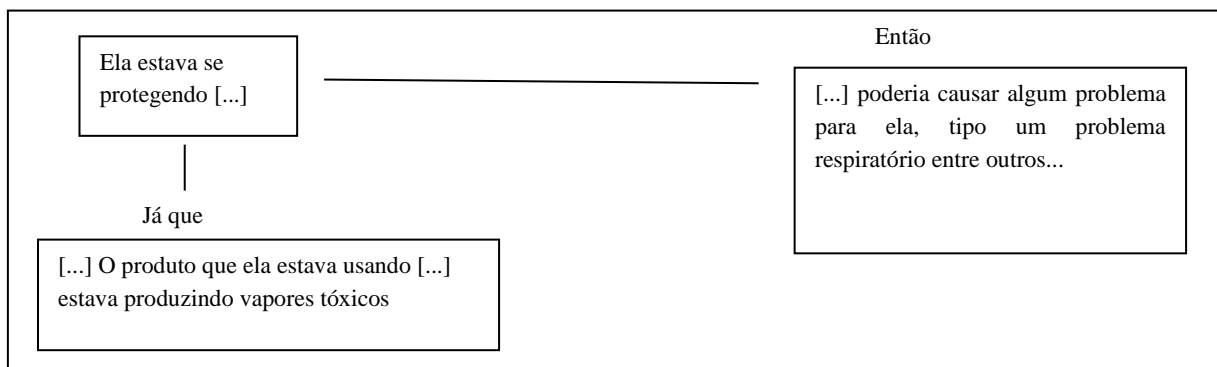 Ela estava se
protegendo [...]
Então
[...] poderia causar algum problema
para ela, tipo um problema
respiratório entre outros...
Já que
[...] O produto que ela estava usando [...]
estava produzindo vapores tóxicos